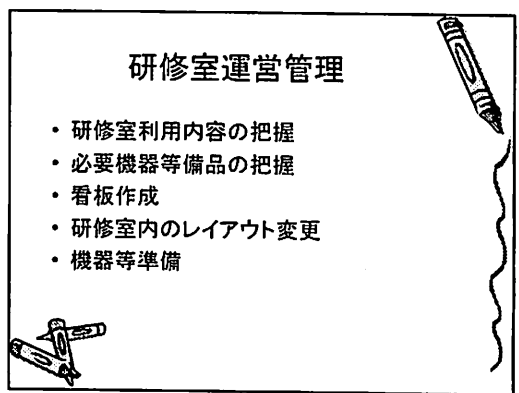 研修室運営管理
・研修室利用内容の把握
・必要機器等備品の把握
・看板作成
・研修室内のレイアウト変更
・機器等準備